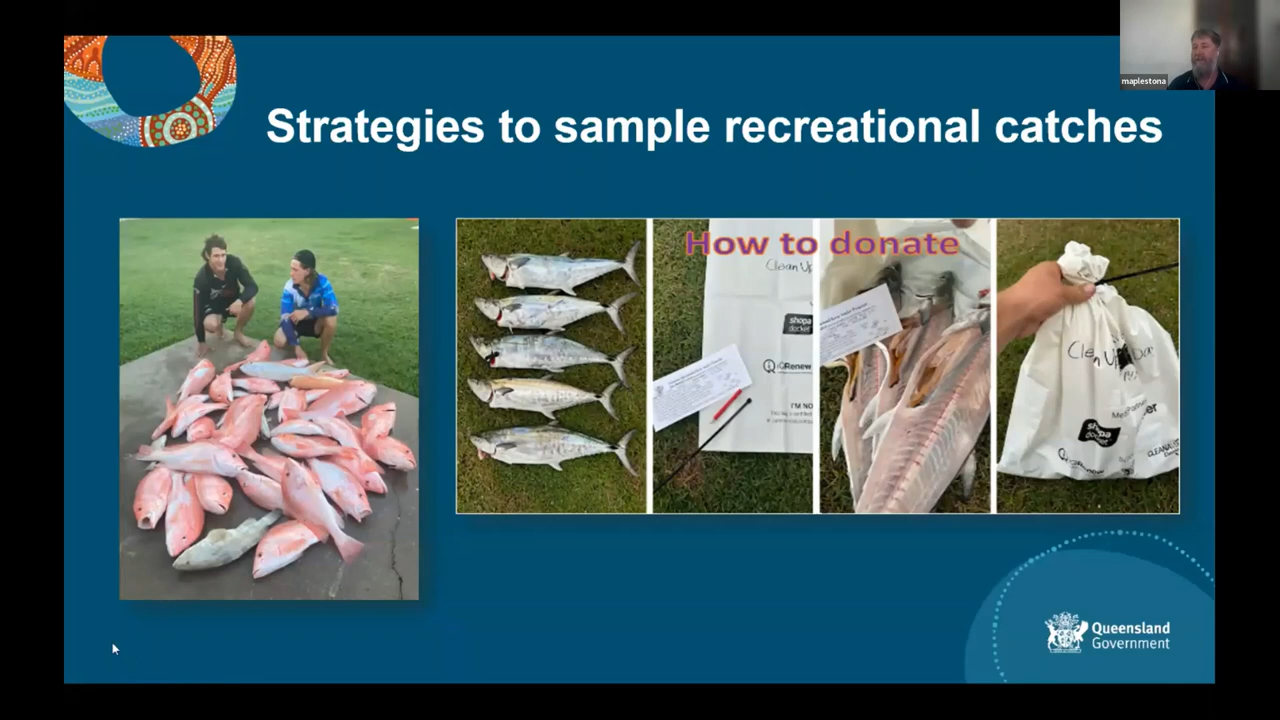 maplestona
Strategies to sample recreational catches
How to donate
Clean Up
shopa
docket
iQRenew
I'M NO
Clean Up
shopa
docket
Queensland
Government